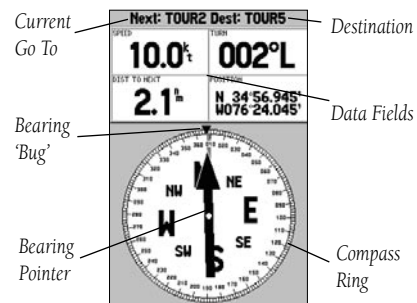 Current
Go To
Next: TOUR2 Dest: TOUR5
Destination
SPEED
10.0kt
TURN
002°L
DIST TO NEXT
2.1nm
POSITION
N 34°56.945'
W076°24.045'
Data Fields
Bearing
‘Bug’
N
NW
NE
W
E
SW
SE
S
Bearing
Pointer
Compass
Ring